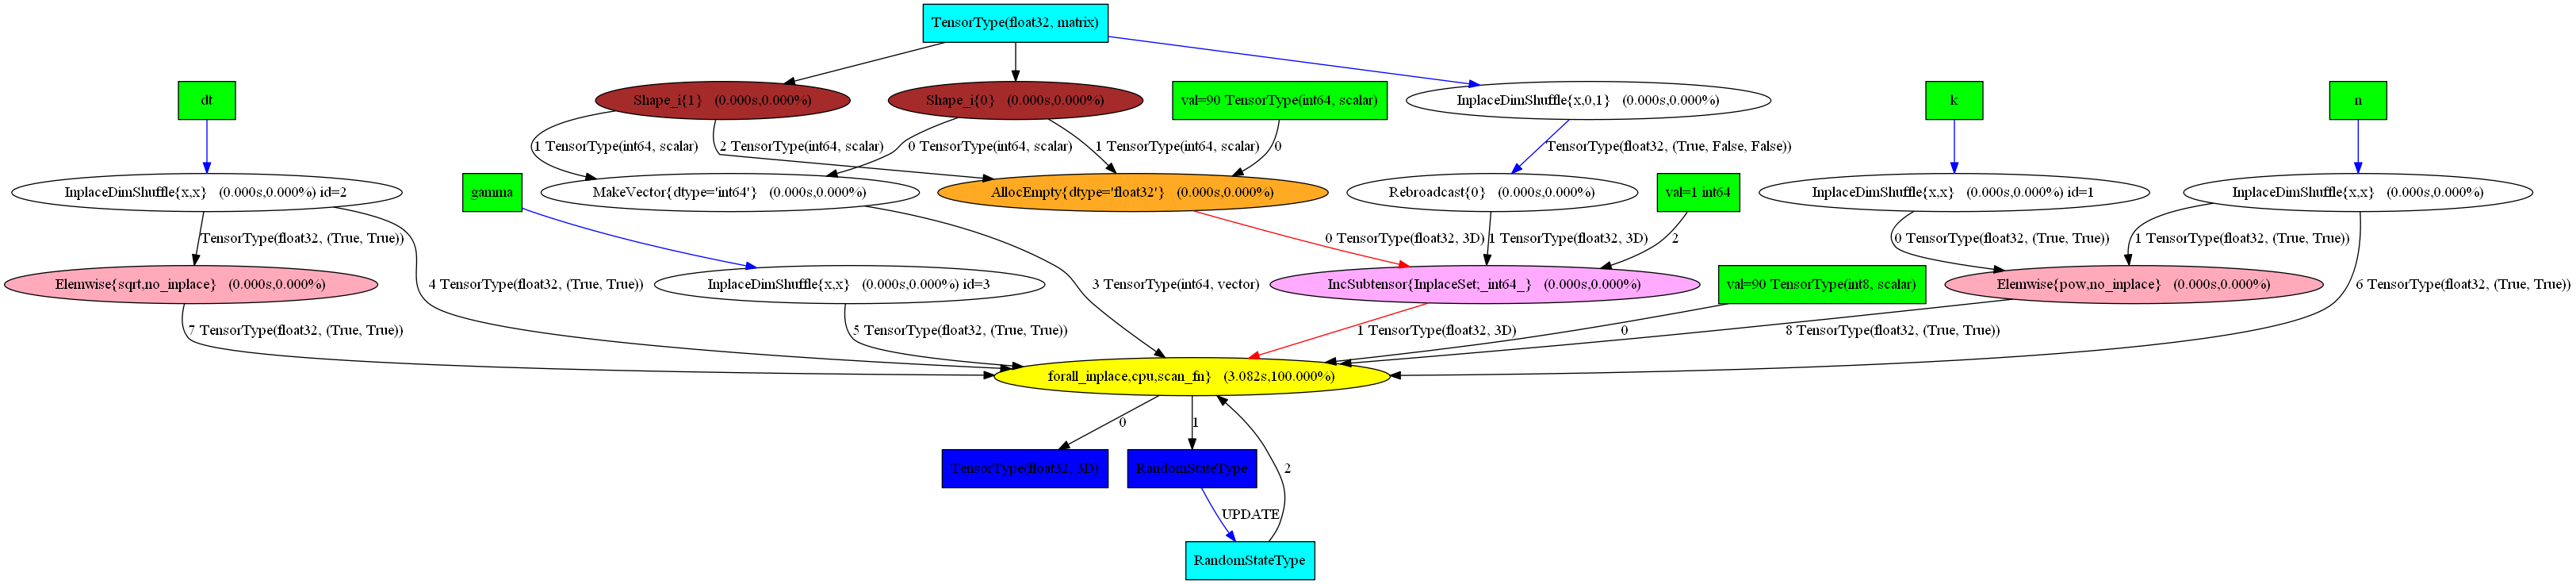 TensorType(float32, matrix)
dt
Shape_i{1} (0.000s,0.000%)
Shape_i{0} (0.000s,0.000%)
val=90 TensorType(int64, scalar)
InplaceDimShuffle{x,0,1} (0.000s,0.000%)
k
n
1 TensorType(int64, scalar)
2 TensorType(int64, scalar)
0 TensorType(int64, scalar)
1 TensorType(int64, scalar)
0
TensorType(float32, (True, False, False))
InplaceDimShuffle{x,x} (0.000s,0.000%) id=2
gamma
MakeVector{dtype='int64'} (0.000s,0.000%)
AllocEmpty{dtype='float32'} (0.000s,0.000%)
Rebroadcast{0} (0.000s,0.000%)
val=1 int64
InplaceDimShuffle{x,x} (0.000s,0.000%) id=1
InplaceDimShuffle{x,x} (0.000s,0.000%)
TensorType(float32, (True, True))
0 TensorType(float32, 3D)
1 TensorType(float32, 3D)
2
0 TensorType(float32, (True, True))
1 TensorType(float32, (True, True))
Elemwise{sqrt,no_inplace} (0.000s,0.000%)
4 TensorType(float32, (True, True))
InplaceDimShuffle{x,x} (0.000s,0.000%) id=3
3 TensorType(int64, vector)
IncSubtensor{InplaceSet;_int64_} (0.000s,0.000%)
val=90 TensorType(int8, scalar)
Elemwise{pow,no_inplace} (0.000s,0.000%)
6 TensorType(float32, (True, True))
7 TensorType(float32, (True, True))
5 TensorType(float32, (True, True))
1 TensorType(float32, 3D)
0
8 TensorType(float32, (True, True))
forall_inplace,cpu,scan_fn} (3.082s,100.000%)
0
1
TensorType(float32, 3D)
RandomStateType
2
UPDATE
RandomStateType